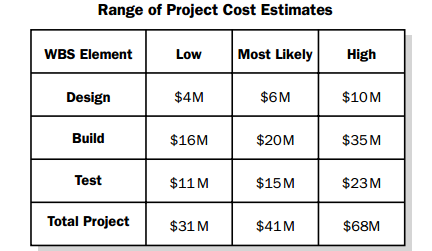 Range of Project Cost Estimates
WBS Element Low Most Likely High
Design $4M $6M $10M
Build $16M $20M $35M
Test $11M $15M $23M
Total Project $31M $41M $68M